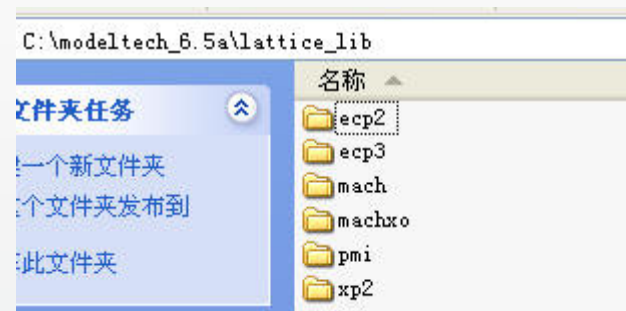 C:\modeltech_6.5a\lattice_lib
名称
文件夹任务
ecp2
ecp3
一个新文件夹
mach
个文件夹发布到
machxo
此文件夹
pmi
xp2